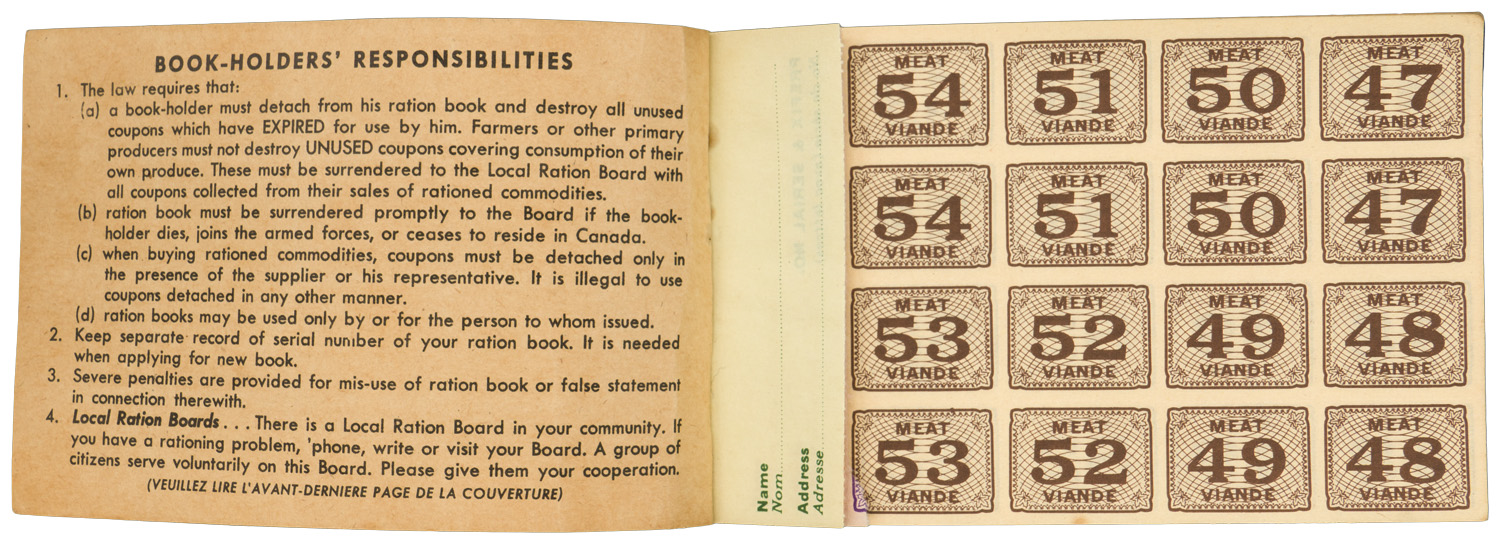 BOOK-HOLDERS' RESPONSIBILITIES
1. The law requires that:
(a) a book-holder must detach from his ration book and destroy all unused
coupons which have EXPIRED for use by him. Farmers or other primary
producers must not destroy UNUSED coupons covering consumption of their
own produce. These must be surrendered to the Local Ration Board with
all coupons collected from their sales of rationed commodities.
(b) ration book must be surrendered promptly to the Board if the book-
holder dies, joins the armed forces, or ceases to reside in Canada.
(c) when buying rationed commodities, coupons must be detached only in
the presence of the supplier or his representative. It is illegal to use
coupons detached in any other manner.
(d) ration books may be used only by or for the person to whom issued.
2. Keep separate record of serial number of your ration book. It is needed
when applying for new book.
3. Severe penalties are provided for mis-use of ration book or false statement
in connection therewith.
4. Local Ration Boards . . . There is a Local Ration Board in your community. If
you have a rationing problem, 'phone, write or visit your Board. A group of
citizens serve voluntarily on this Board. Please give them your cooperation.
(VEUILLEZ LIRE L'AVANT-DERNIERE PAGE DE LA COUVERTURE)
Name
Nom
Address
Adresse
MEAT MEAT MEAT MEAT
54 51 50 47
VIANDE VIANDE VIANDE VIANDE
MEAT MEAT MEAT MEAT
54 51 50 47
VIANDE VIANDE VIANDE VIANDE
MEAT MEAT MEAT MEAT
53 52 49 48
VIANDE VIANDE VIANDE VIANDE
MEAT MEAT MEAT MEAT
53 52 49 48
VIANDE VIANDE VIANDE VIANDE